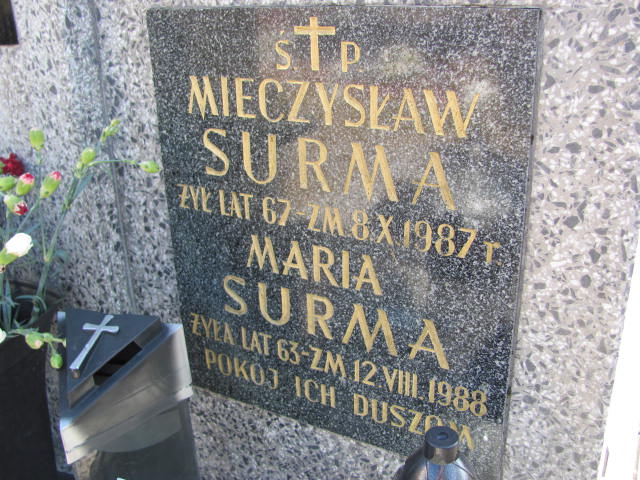 Ś P
MIECZYSŁAW
SURMA
ŻYŁ LAT 67-ZM. 8 X 1987 r.
MARIA
SURMA
ŻYŁA LAT 63-ZM. 12 VIII. 1988
POKÓJ ICH DUSZOM